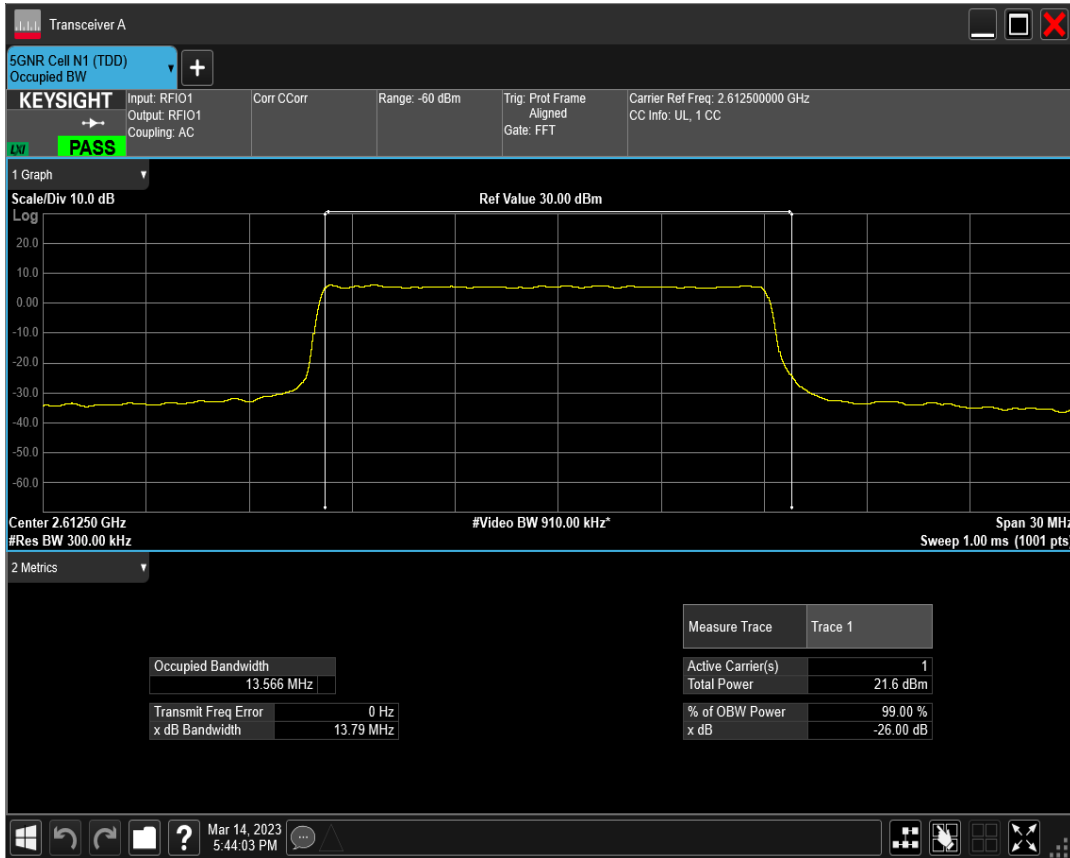 Transceiver A
5GNR Cell N1 (TDD)
Occupied BW
+
KEYSIGHT
LXI
PASS
Input: RFIO1
Output: RFIO1
Coupling: AC
Corr CCorr
Range: -60 dBm
Trig: Prot Frame
Aligned
Gate: FFT
Carrier Ref Freq: 2.612500000 GHz
CC Info: UL, 1 CC
1 Graph
Scale/Div 10.0 dB
Ref Value 30.00 dBm
Log
20.0
10.0
0.00
-10.0
-20.0
-30.0
-40.0
-50.0
-60.0
Center 2.61250 GHz
#Video BW 910.00 kHz*
Span 30 MHz
#Res BW 300.00 kHz
Sweep 1.00 ms (1001 pts)
2 Metrics
Measure Trace Trace 1
Occupied Bandwidth
13.566 MHz
Active Carrier(s) 1
Total Power 21.6 dBm
Transmit Freq Error 0 Hz
x dB Bandwidth 13.79 MHz
% of OBW Power 99.00 %
x dB -26.00 dB
?
Mar 14, 2023
5:44:03 PM